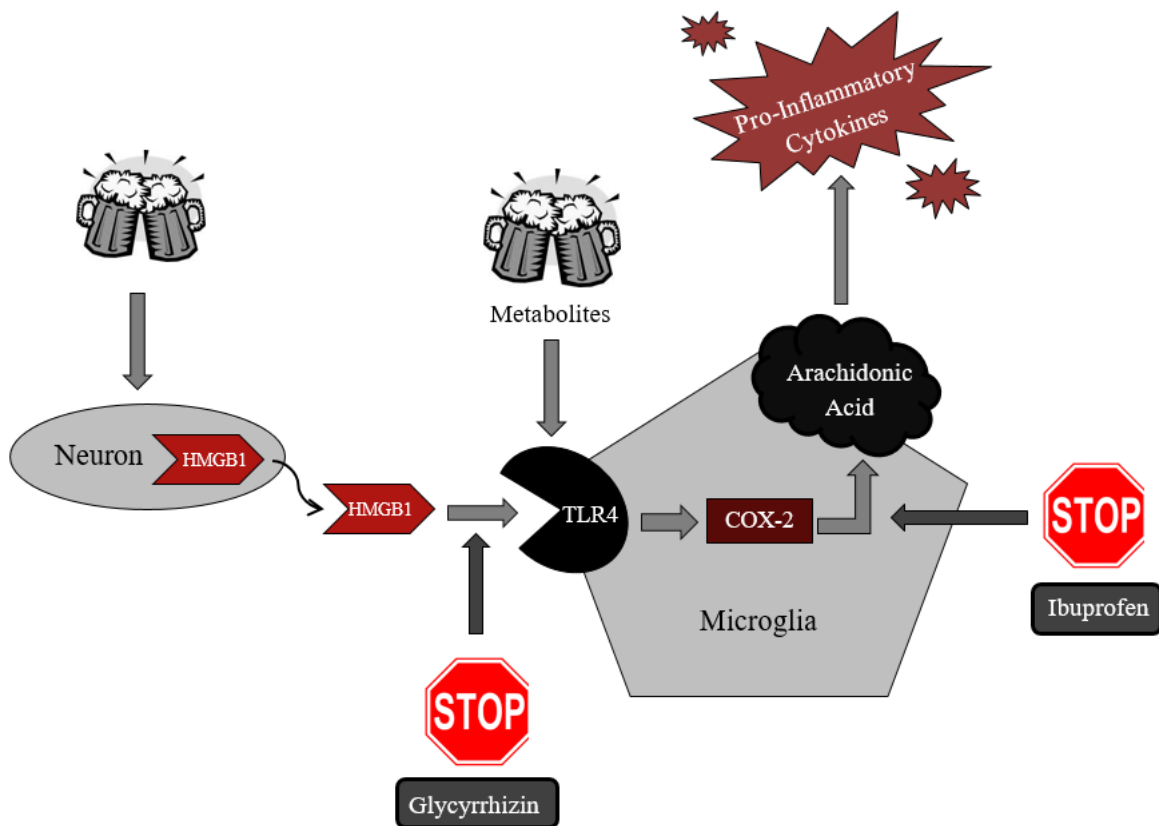 Pro-Inflammatory
Cytokines
Metabolites
Arachidonic
Acid
Neuron
HMGB1
HMGB1
TLR4
COX-2
STOP
Ibuprofen
Microglia
STOP
Glycyrrhizin